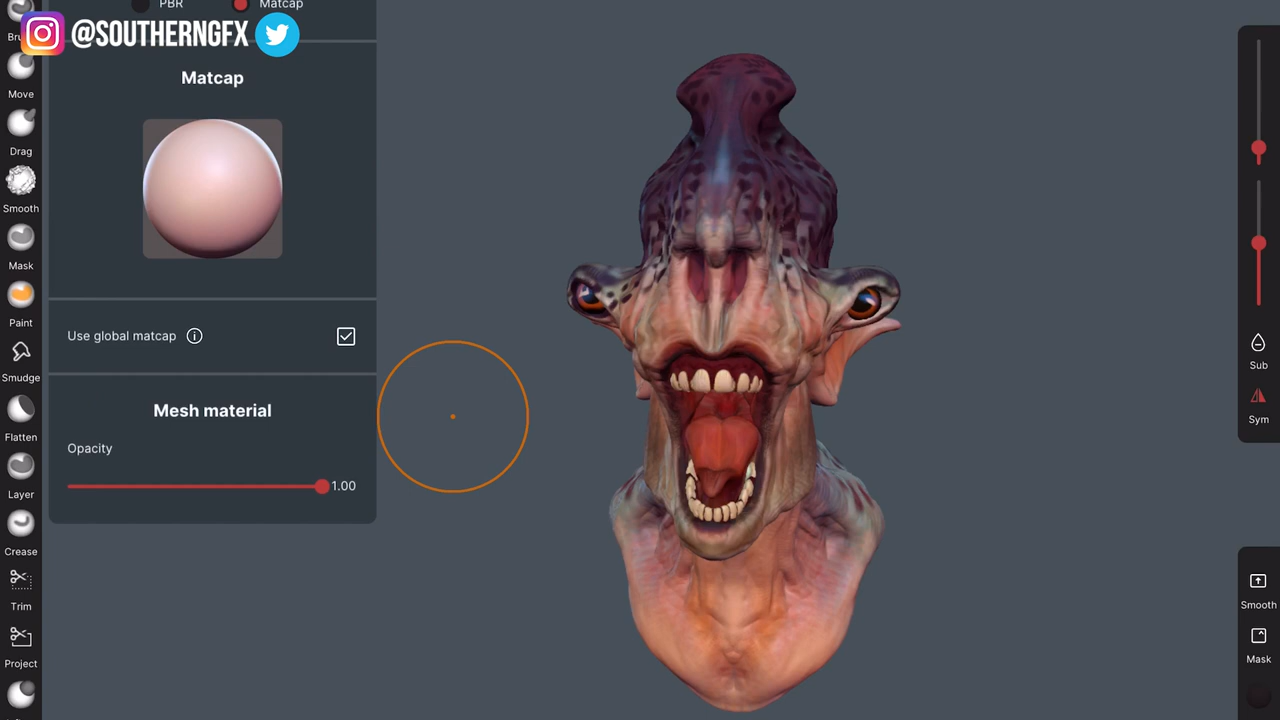 PBR
Matcap
Bru
@SOUTHERNGFX
Matcap
Move
Drag
Smooth
Mask
Use global matcap
Paint
Smudge
Mesh material
Flatten
Opacity
1.00
Layer
Crease
Trim
Project
Sub
Sym
Smooth
Mask